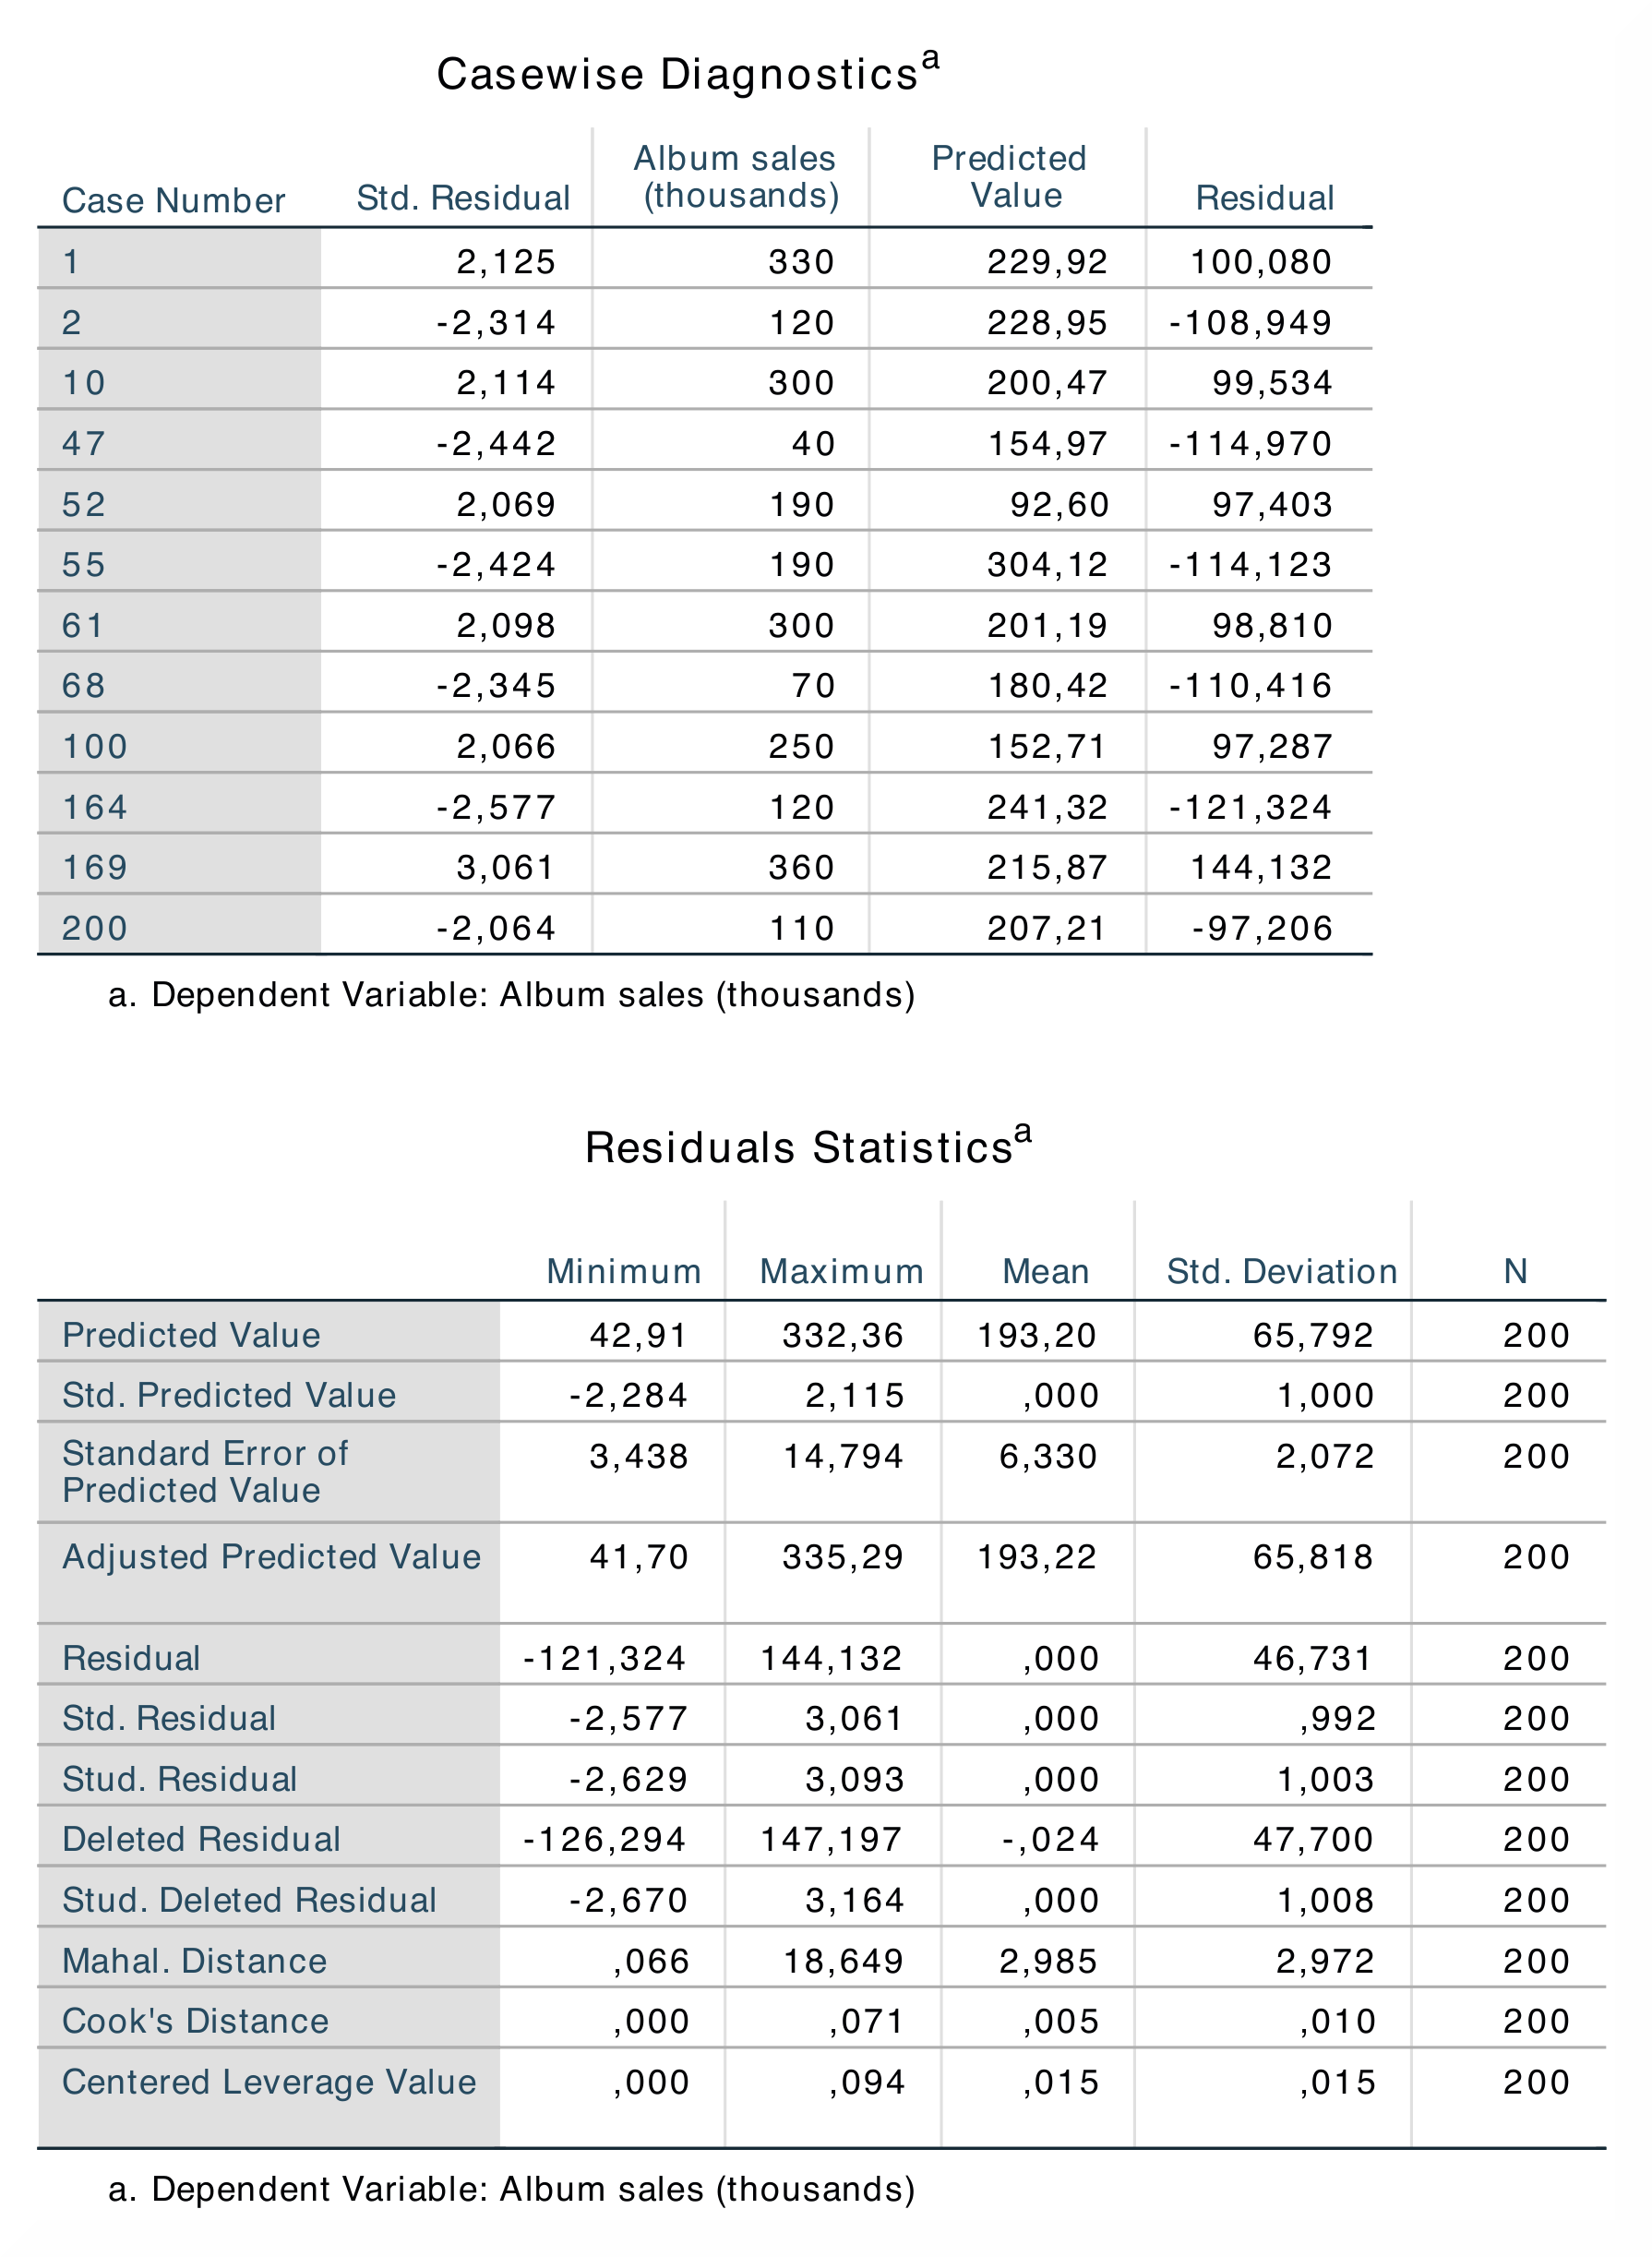 Casewise Diagnosticsa
Case Number Std. Residual Album sales (thousands) Predicted Value Residual
1 2,125 330 229,92 100,080
2 -2,314 120 228,95 -108,949
10 2,114 300 200,47 99,534
47 -2,442 40 154,97 -114,970
52 2,069 190 92,60 97,403
55 -2,424 190 304,12 -114,123
61 2,098 300 201,19 98,810
68 -2,345 70 180,42 -110,416
100 2,066 250 152,71 97,287
164 -2,577 120 241,32 -121,324
169 3,061 360 215,87 144,132
200 -2,064 110 207,21 -97,206
a. Dependent Variable: Album sales (thousands)
Residuals Statisticsa
Minimum Maximum Mean Std. Deviation N
Predicted Value 42,91 332,36 193,20 65,792 200
Std. Predicted Value -2,284 2,115 ,000 1,000 200
Standard Error of Predicted Value 3,438 14,794 6,330 2,072 200
Adjusted Predicted Value 41,70 335,29 193,22 65,818 200
Residual -121,324 144,132 ,000 46,731 200
Std. Residual -2,577 3,061 ,000 ,992 200
Stud. Residual -2,629 3,093 ,000 1,003 200
Deleted Residual -126,294 147,197 -,024 47,700 200
Stud. Deleted Residual -2,670 3,164 ,000 1,008 200
Mahal. Distance ,066 18,649 2,985 2,972 200
Cook's Distance ,000 ,071 ,005 ,010 200
Centered Leverage Value ,000 ,094 ,015 ,015 200
a. Dependent Variable: Album sales (thousands)